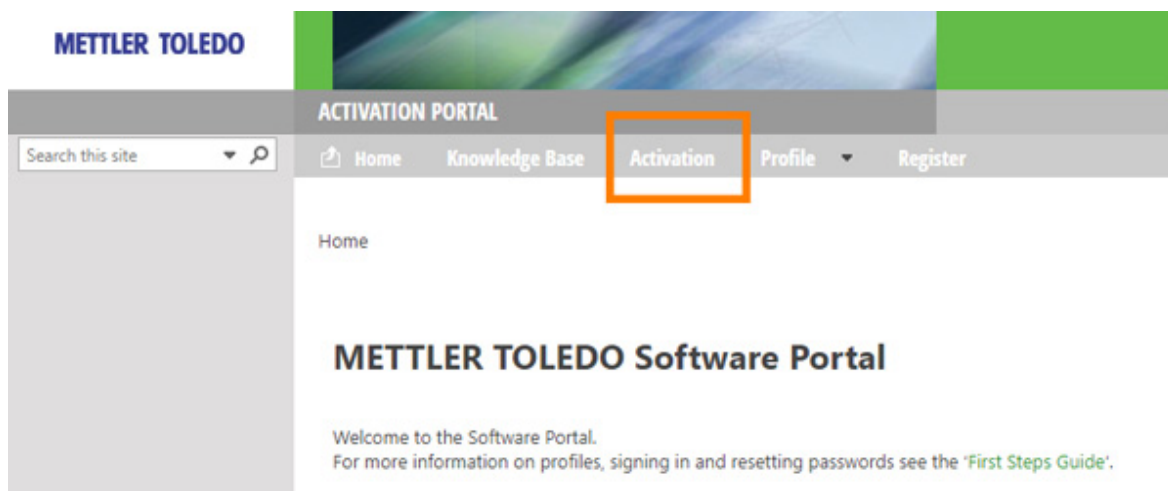 METTLER TOLEDO
ACTIVATION PORTAL
Search this site
Home Knowledge Base Activation Profile Register
Home
METTLER TOLEDO Software Portal
Welcome to the Software Portal.
For more information on profiles, signing in and resetting passwords see the 'First Steps Guide'.